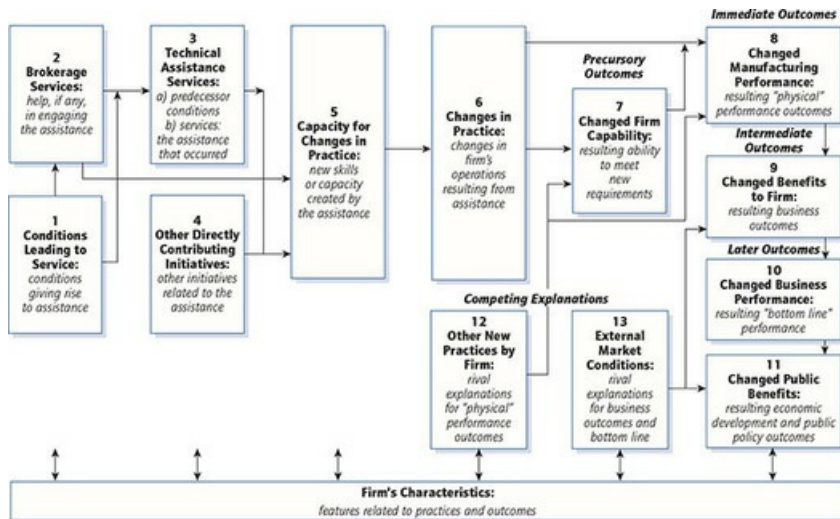 Immediate Outcomes
2
Brokerage
Services:
help, if any,
in engaging
the assistance
3
Technical
Assistance
Services:
a) predecessor
conditions
b) services:
the assistance
that occurred
8
Changed
Manufacturing
Performance:
resulting "physical"
performance outcomes
Precursory
Outcomes
5
Capacity for
Changes in
Practice:
new skills
or capacity
created by
the assistance
6
Changes in
Practice:
changes in
firm's
operations
resulting from
assistance
7
Changed Firm
Capability:
resulting ability
to meet
new
requirements
Intermediate
Outcomes
9
Changed Benefits
to Firm:
resulting business
outcomes
1
Conditions
Leading to
Service:
conditions
giving rise
to assistance
4
Other Directly
Contributing
Initiatives:
other initiatives
related to the
assistance
Later Outcomes
10
Changed Business
Performance:
resulting "bottom line"
performance
Competing Explanations
12
Other New
Practices by
Firm:
rival
explanations
for "physical"
performance
outcomes
13
External
Market
Conditions:
rival
explanations
for business
outcomes and
bottom line
11
Changed Public
Benefits:
resulting economic
development and public
policy outcomes
Firm's Characteristics:
features related to practices and outcomes